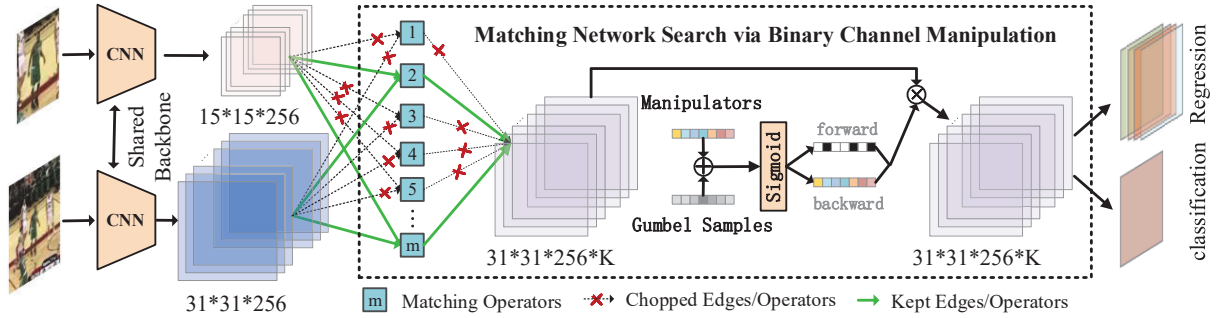 Matching Network Search via Binary Channel Manipulation
CNN
15*15*256
Shared
Backbone
CNN
31*31*256
1
2
3
4
5
m
31*31*256*K
Manipulators
Gumbel Samples
Sigmoid
forward
backward
31*31*256*K
Regression
classification
m Matching Operators
Chopped Edges/Operators
Kept Edges/Operators